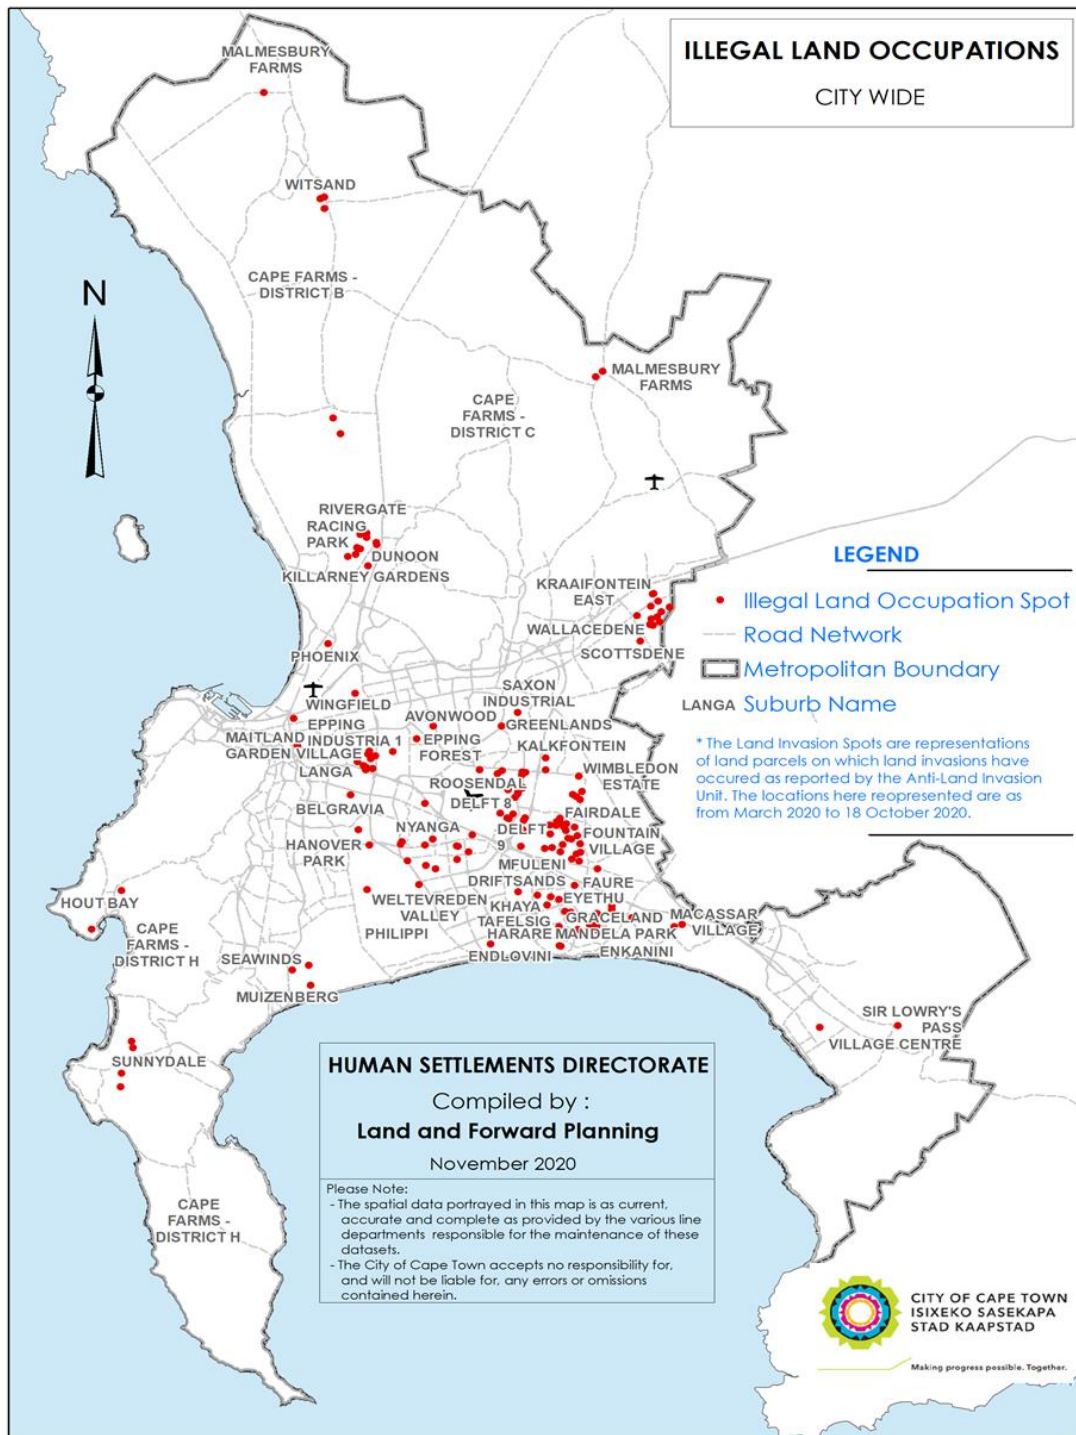 ILLEGAL LAND OCCUPATIONS
CITY WIDE
MALMESBURY
FARMS
WITSAND
CAPE FARMS -
DISTRICT B
N
MALMESBURY
FARMS
CAPE
FARMS -
DISTRICT C
RIVERGATE
RACING
PARK
DUNOON
KILLARNEY GARDENS
KRAAIFONTEIN
EAST
WALLACEDENE
SCOTTSDENE
PHOENIX
LEGEND
Illegal Land Occupation Spot
Road Network
Metropolitan Boundary
LANGA Suburb Name
* The Land Invasion Spots are representations
of land parcels on which land invasions have
occured as reported by the Anti-Land Invasion
Unit. The locations here reopresented are as
from March 2020 to 18 October 2020.
WINGFIELD
SAXON
INDUSTRIAL
AVONWOOD
GREENLANDS
EPPING
INDUSTRIA 1
MAITLAND
GARDEN VILLAGE
EPPING
FOREST
KALKFONTEIN
LANGA
ROOSENDAL
WIMBLEDON
ESTATE
BELGRAVIA
DELFT 8
FAIRDALE
NYANGA
DELFT
9
FOUNTAIN
VILLAGE
HANOVER
PARK
MFULENI
DRIFTSANDS
FAURE
EYETHU
HOUT BAY
WELTEVREDEN
VALLEY
KHAYA
TAFELSIG
GRACELAND
MACASSAR
VILLAGE
PHILIPPI
HARARE
MANDELA PARK
CAPE
FARMS -
DISTRICT H
SEAWINDS
ENDLOVINI
ENKANINI
MUIZENBERG
SIR LOWRY'S
PASS
VILLAGE CENTRE
SUNNYDALE
CAPE
FARMS -
DISTRICT H
HUMAN SETTLEMENTS DIRECTORATE
Compiled by :
Land and Forward Planning
November 2020
Please Note:
- The spatial data portrayed in this map is as current,
accurate and complete as provided by the various line
departments responsible for the maintenance of these
datasets.
- The City of Cape Town accepts no responsibility for,
and will not be liable for, any errors or omissions
contained herein.
CITY OF CAPE TOWN
ISIXEKO SASEKAPA
STAD KAAPSTAD
Making progress possible. Together.